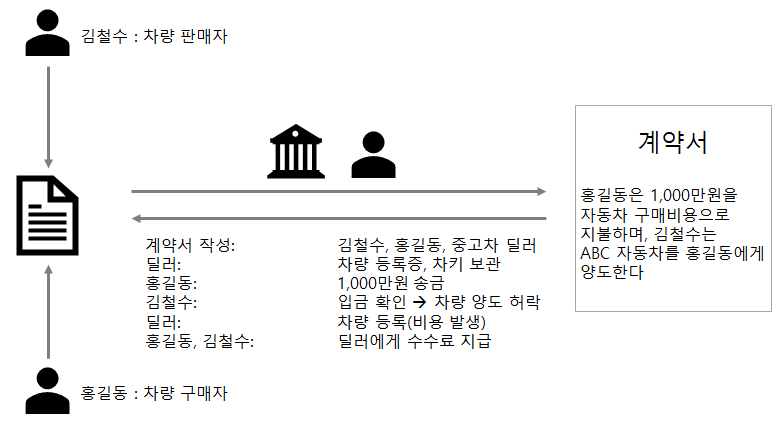 김철수 : 차량 판매자
계약서
홍길동은 1,000만원을
자동차 구매비용으로
지불하며, 김철수는
ABC 자동차를 홍길동에게
양도한다
계약서 작성: 김철수, 홍길동, 중고차 딜러
딜러: 차량 등록증, 차키 보관
홍길동: 1,000만원 송금
김철수: 입금 확인 → 차량 양도 허락
딜러: 차량 등록(비용 발생)
홍길동, 김철수: 딜러에게 수수료 지급
홍길동 : 차량 구매자